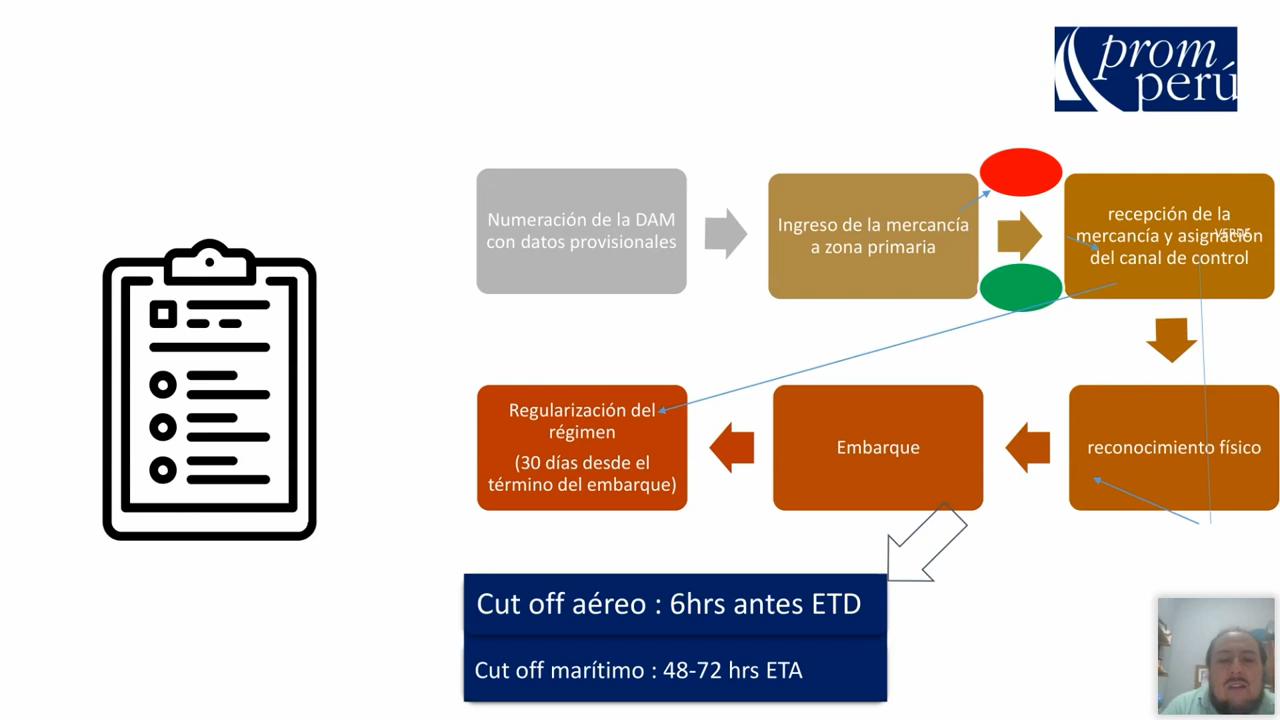 prom
perú
Numeración de la DAM
con datos provisionales
Ingreso de la mercancía
a zona primaria
recepción de la
mercancía y asignación
del canal de control
VERDE
Regularización del
régimen
(30 días desde el
término del embarque)
Embarque
reconocimiento físico
Cut off aéreo : 6hrs antes ETD
Cut off marítimo : 48-72 hrs ETA